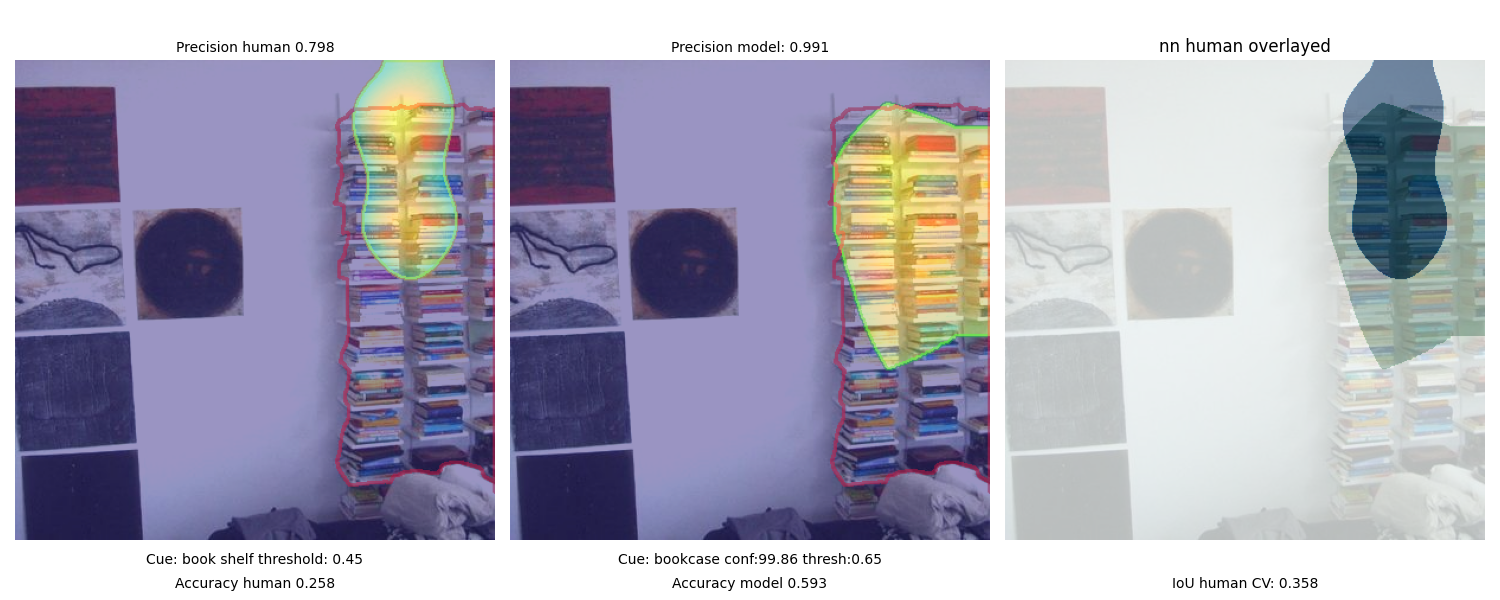 Precision human 0.798
Precision model: 0.991
nn human overlayed
Cue: book shelf threshold: 0.45
Cue: bookcase conf:99.86 thresh:0.65
Accuracy human 0.258
Accuracy model 0.593
IoU human CV: 0.358